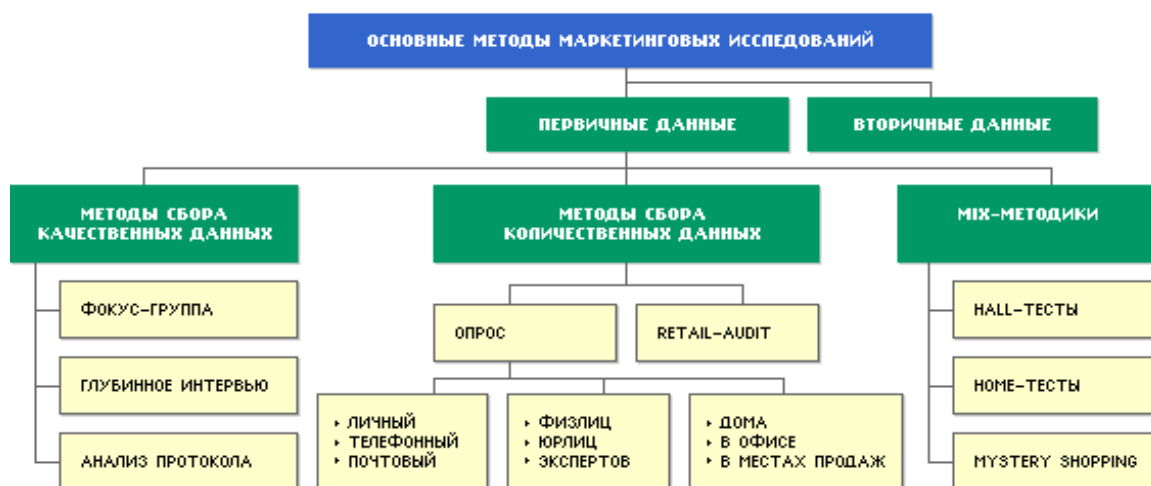 ОСНОВНЫЕ МЕТОДЫ МАРКЕТИНГОВЫХ ИССЛЕДОВАНИЙ
ПЕРВИЧНЫЕ ДАННЫЕ
ВТОРИЧНЫЕ ДАННЫЕ
МЕТОДЫ СБОРА
КАЧЕСТВЕННЫХ ДАННЫХ
МЕТОДЫ СБОРА
КОЛИЧЕСТВЕННЫХ ДАННЫХ
MIX-МЕТОДИКИ
ФОКУС-ГРУППА
ГЛУБИННОЕ ИНТЕРВЬЮ
АНАЛИЗ ПРОТОКОЛА
ОПРОС
RETAIL-AUDIT
‣ ЛИЧНЫЙ
‣ ТЕЛЕФОННЫЙ
‣ ПОЧТОВЫЙ
‣ ФИЗЛИЦ
‣ ЮРЛИЦ
‣ ЭКСПЕРТОВ
‣ ДОМА
‣ В ОФИСЕ
‣ В МЕСТАХ ПРОДАЖ
HALL-ТЕСТЫ
HOME-ТЕСТЫ
MYSTERY SHOPPING